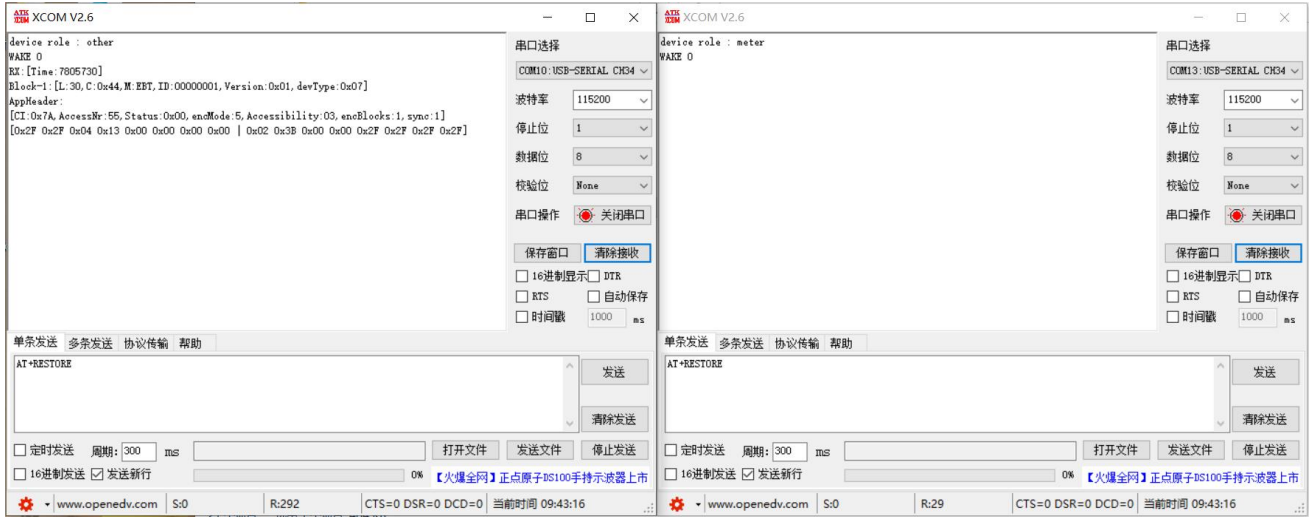 XCOM V2.6
device role : other
WAKE 0
RX:[Time:7805730]
Block-1:[L:30,C:0x44,M:EBT,ID:00000001,Version:0x01,devType:0x07]
AppHeader:
[CI:0x7A,AccessNr:55,Status:0x00,encMode:5,Accessibility:03,encBlocks:1,sync:1]
[0x2F 0x2F 0x04 0x13 0x00 0x00 0x00 0x00 | 0x02 0x3B 0x00 0x00 0x2F 0x2F 0x2F 0x2F]
串口选择
COM10:USB-SERIAL CH34
波特率 115200
停止位 1
数据位 8
校验位 None
串口操作 关闭串口
保存窗口 清除接收
16进制显示 DTR
RTS 自动保存
时间戳 1000 ms
单条发送 多条发送 协议传输 帮助
AT+RESTORE
发送
清除发送
定时发送 周期: 300 ms 打开文件 发送文件 停止发送
16进制发送 发送新行 0% 【火爆全网】正点原子DS100手持示波器上市
www.openedv.com S:0 R:292 CTS=0 DSR=0 DCD=0 当前时间 09:43:16
XCOM V2.6
device role : meter
WAKE 0
串口选择
COM13:USB-SERIAL CH34
波特率 115200
停止位 1
数据位 8
校验位 None
串口操作 关闭串口
保存窗口 清除接收
16进制显示 DTR
RTS 自动保存
时间戳 1000 ms
单条发送 多条发送 协议传输 帮助
AT+RESTORE
发送
清除发送
定时发送 周期: 300 ms 打开文件 发送文件 停止发送
16进制发送 发送新行 0% 【火爆全网】正点原子DS100手持示波器上市
www.openedv.com S:0 R:29 CTS=0 DSR=0 DCD=0 当前时间 09:43:16